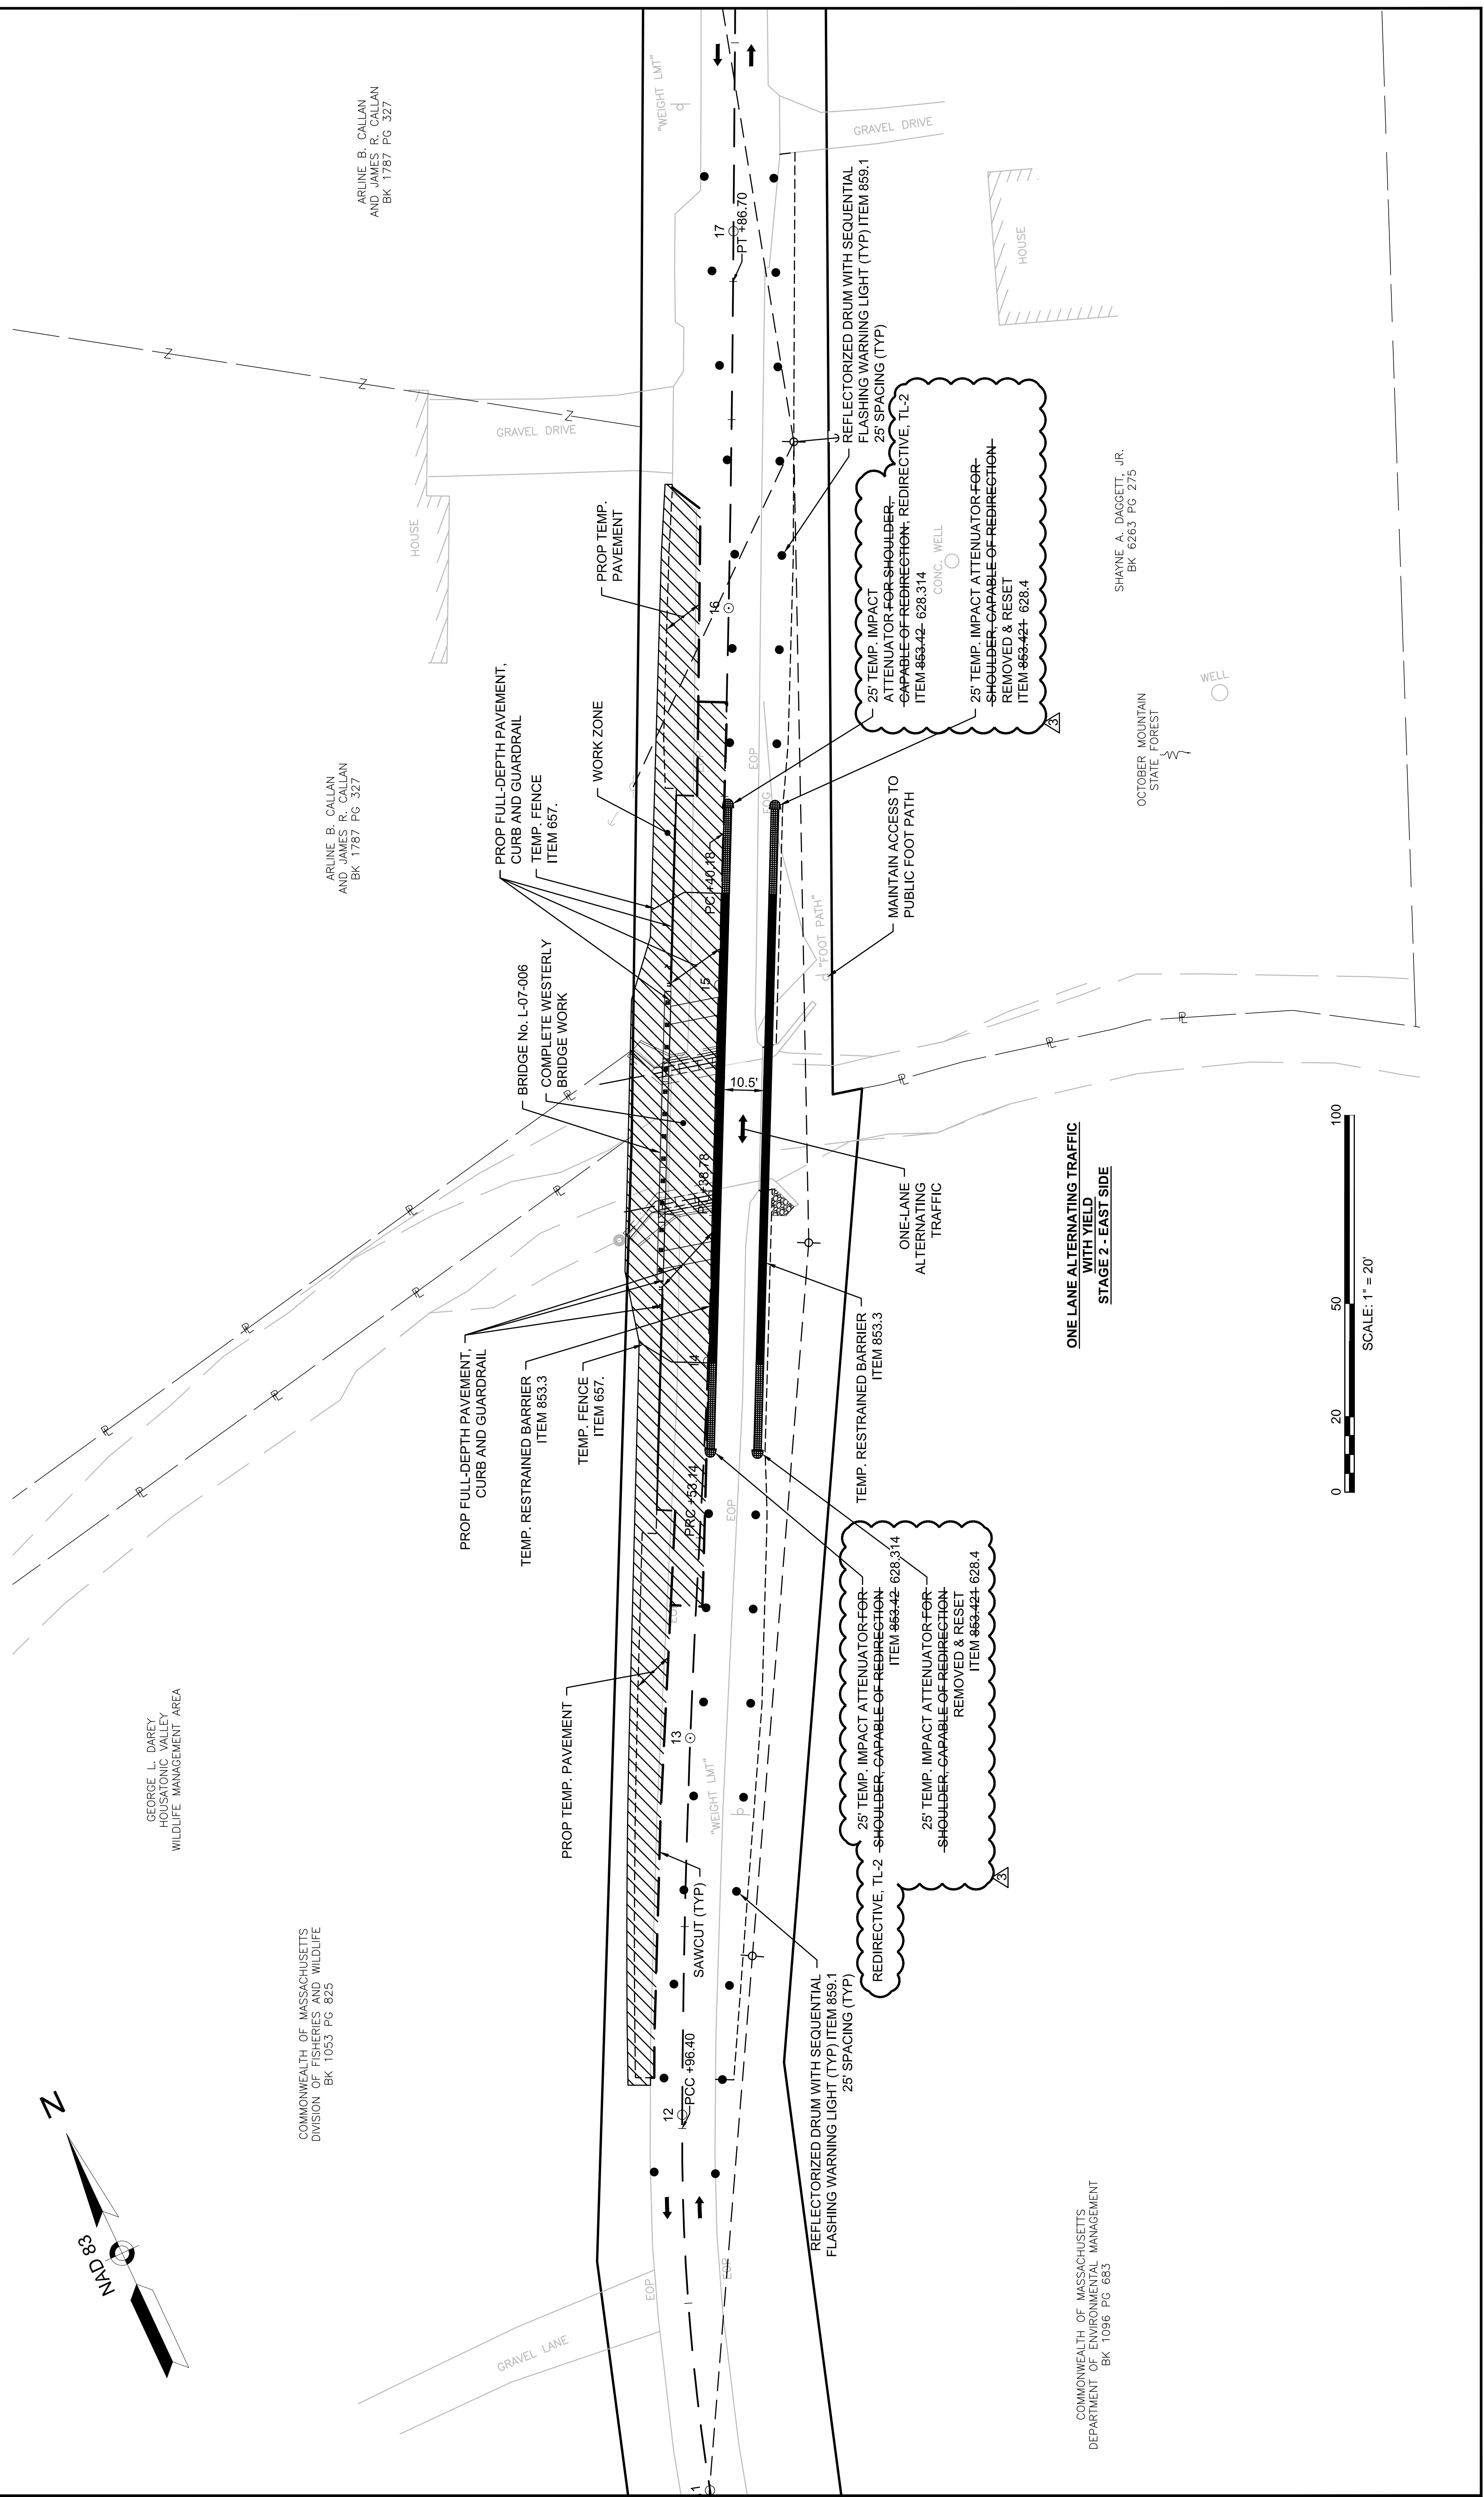 NAD 83
N
GRAVEL LANE
EOP
EOP
11
COMMONWEALTH OF MASSACHUSETTS
DIVISION OF FISHERIES AND WILDLIFE
BK 1053 PG 825
GEORGE L. DAREY
HOUSATONIC VALLEY
WILDLIFE MANAGEMENT AREA
12
PCC +96.40
SAWCUT (TYP)
PROP TEMP. PAVEMENT
13
"WEIGHT LMT"
EOP
EOP
PRC +53.14
REFLECTORIZED DRUM WITH SEQUENTIAL
FLASHING WARNING LIGHT (TYP) ITEM 859.1
25' SPACING (TYP)
25' TEMP. IMPACT ATTENUATOR FOR
REDIRECTIVE, TL-2 SHOULDER, CAPABLE OF REDIRECTION
ITEM 853.42 628.314
25' TEMP. IMPACT ATTENUATOR FOR
SHOULDER, CAPABLE OF REDIRECTION
REMOVED & RESET
ITEM 853.421 628.4
3
COMMONWEALTH OF MASSACHUSETTS
DEPARTMENT OF ENVIRONMENTAL MANAGEMENT
BK 1096 PG 683
PROP FULL-DEPTH PAVEMENT,
CURB AND GUARDRAIL
TEMP. RESTRAINED BARRIER
ITEM 853.3
TEMP. FENCE
ITEM 657.
14
PT +38.78
TEMP. RESTRAINED BARRIER
ITEM 853.3
ONE-LANE
ALTERNATING
TRAFFIC
10.5'
BRIDGE No. L-07-006
COMPLETE WESTERLY
BRIDGE WORK
15
PC +40.18
PROP FULL-DEPTH PAVEMENT,
CURB AND GUARDRAIL
TEMP. FENCE
ITEM 657.
WORK ZONE
PROP TEMP.
PAVEMENT
ARLINE B. CALLAN
AND JAMES R. CALLAN
BK 1787 PG 327
EOP
EOG
"FOOT PATH"
MAINTAIN ACCESS TO
PUBLIC FOOT PATH
16
25' TEMP. IMPACT
ATTENUATOR FOR SHOULDER,
CAPABLE OF REDIRECTION, REDIRECTIVE, TL-2
ITEM 853.42 628.314
25' TEMP. IMPACT ATTENUATOR FOR
SHOULDER, CAPABLE OF REDIRECTION
REMOVED & RESET
ITEM 853.421 628.4
3
CONC. WELL
REFLECTORIZED DRUM WITH SEQUENTIAL
FLASHING WARNING LIGHT (TYP) ITEM 859.1
25' SPACING (TYP)
HOUSE
GRAVEL DRIVE
17
PT +86.70
"WEIGHT LMT"
GRAVEL DRIVE
HOUSE
ARLINE B. CALLAN
AND JAMES R. CALLAN
BK 1787 PG 327
SHAYNE A. DAGGETT, JR.
BK 6263 PG 275
WELL
OCTOBER MOUNTAIN
STATE FOREST
ONE LANE ALTERNATING TRAFFIC
WITH YIELD
STAGE 2 - EAST SIDE
0 20 50 100
SCALE: 1" = 20'